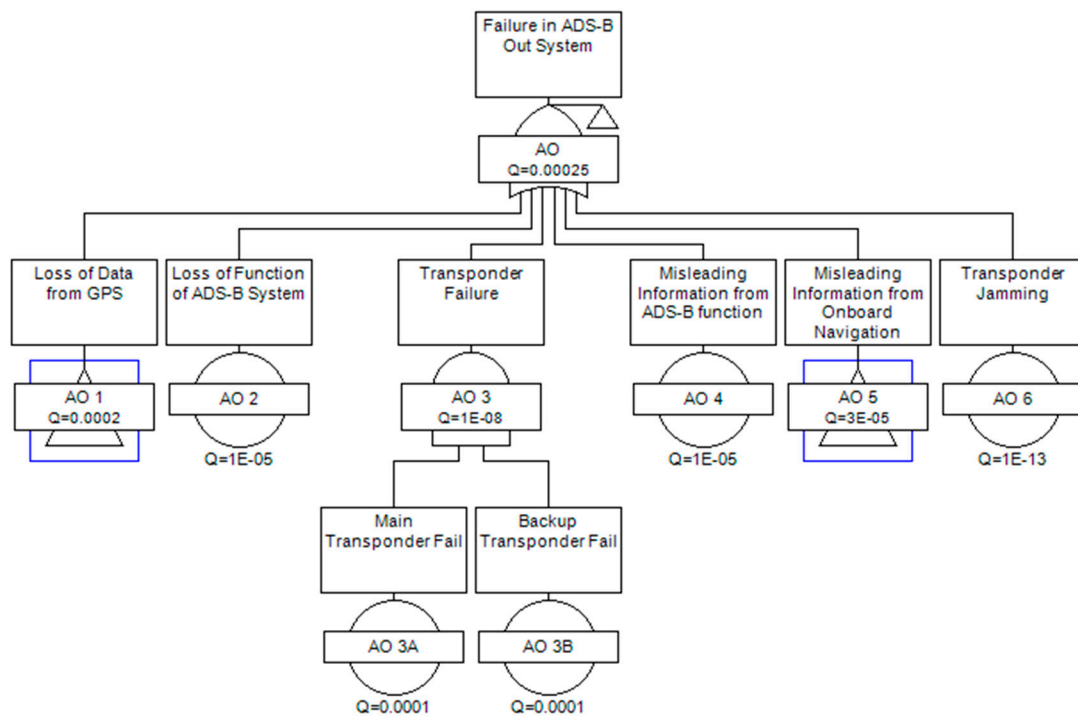 Failure in ADS-B
Out System
AO
Q=0.00025
Loss of Data
from GPS
AO 1
Q=0.0002
Loss of Function
of ADS-B System
AO 2
Q=1E-05
Transponder
Failure
AO 3
Q=1E-08
Misleading
Information from
ADS-B function
AO 4
Q=1E-05
Misleading
Information from
Onboard
Navigation
AO 5
Q=3E-05
Transponder
Jamming
AO 6
Q=1E-13
Main
Transponder Fail
AO 3A
Q=0.0001
Backup
Transponder Fail
AO 3B
Q=0.0001